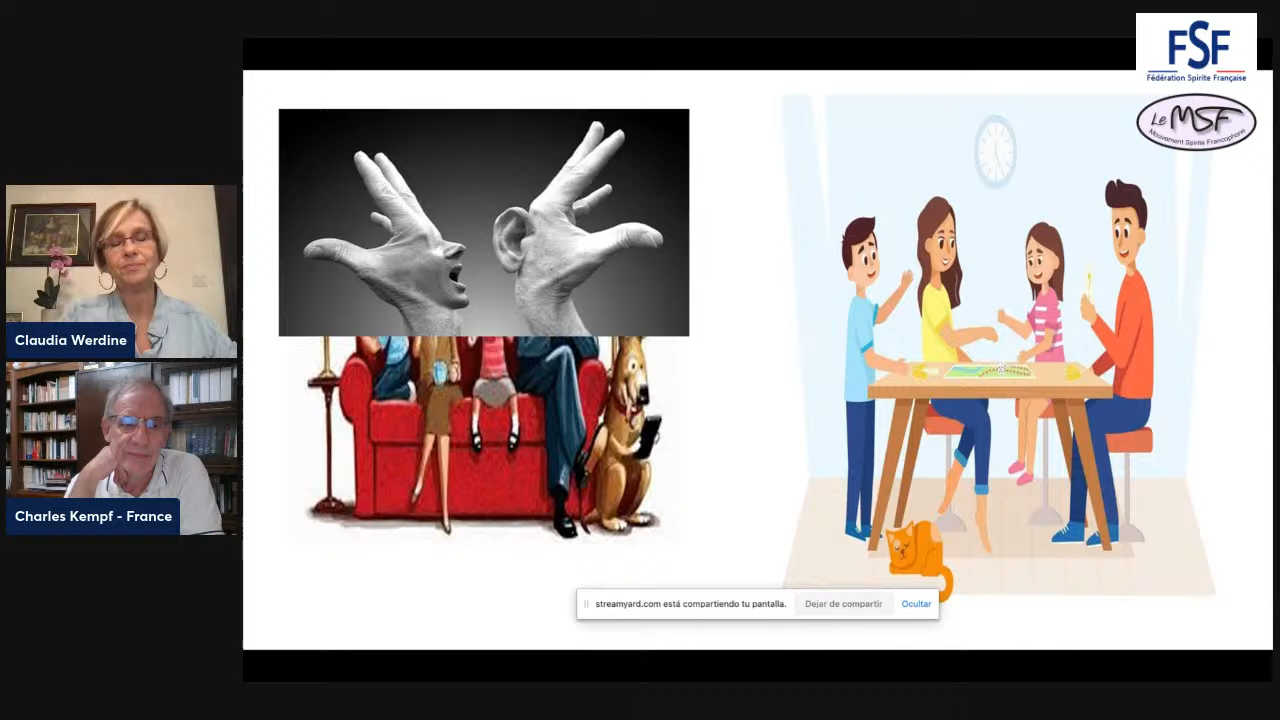 FSF
Fédération Spirite Française
Le MSF
Mouvement Spirite Francophone
Claudia Werdine
Charles Kempf - France
streamyard.com está compartiendo tu pantalla.
Dejar de compartir
Ocultar